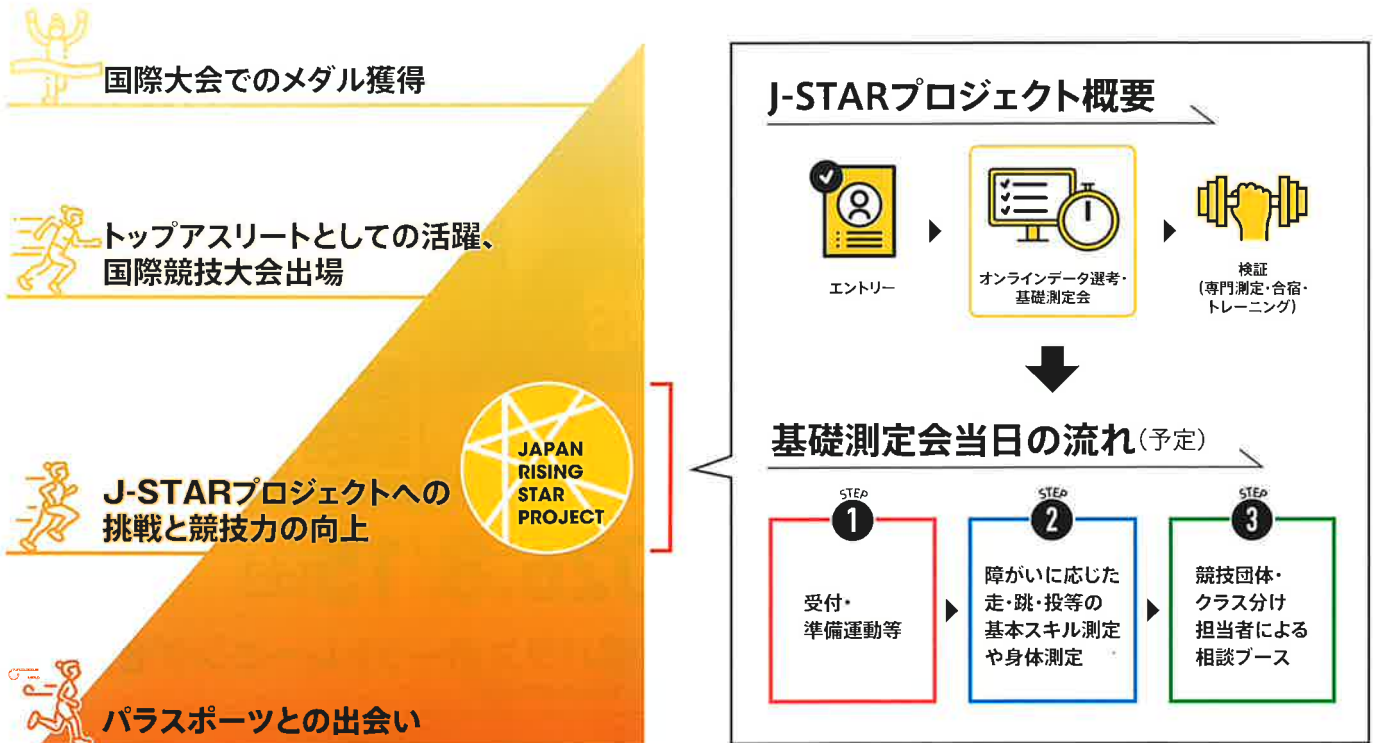 国際大会でのメダル獲得
トップアスリートとしての活躍、
国際競技大会出場
JAPAN
RISING
STAR
PROJECT
J-STARプロジェクトへの
挑戦と競技力の向上
パラスポーツとの出会い
J-STARプロジェクト概要
エントリー
オンラインデータ選考・
基礎測定会
検証
(専門測定・合宿・
トレーニング)
基礎測定会当日の流れ(予定)
STEP
1
受付・
準備運動等
STEP
2
障がいに応じた
走・跳・投等の
基本スキル測定
や身体測定
STEP
3
競技団体・
クラス分け
担当者による
相談ブース